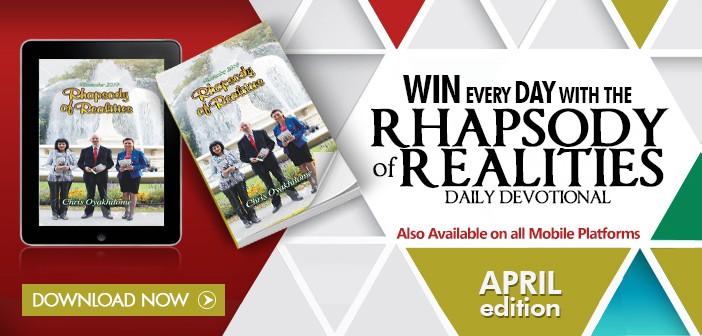 Rhapsody
of Realities
Chris Oyakhilome
Rhapsody
of Realities
Chris Oyakhilome
WIN EVERY DAY WITH THE
RHAPSODY
of REALITIES
DAILY DEVOTIONAL
Also Available on all Mobile Platforms
APRIL
edition
DOWNLOAD NOW